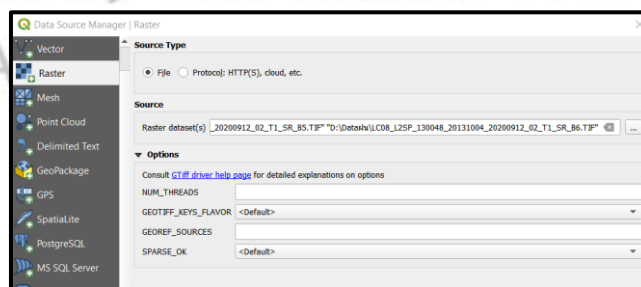 Data Source Manager | Raster
Vector
Raster
Mesh
Point Cloud
Delimited Text
GeoPackage
GPS
SpatiaLite
PostgreSQL
MS SQL Server
Source Type
File Protocol: HTTP(S), cloud, etc.
Source
Raster dataset(s) _20200912_02_T1_SR_B5.TIF" "D:\Datarku\LC08_L2SP_130048_20131004_20200912_02_T1_SR_B6.TIF" ...
Options
Consult GTiff driver help page for detailed explanations on options
NUM_THREADS
GEOTIFF_KEYS_FLAVOR <Default>
GEOREF_SOURCES
SPARSE_OK <Default>